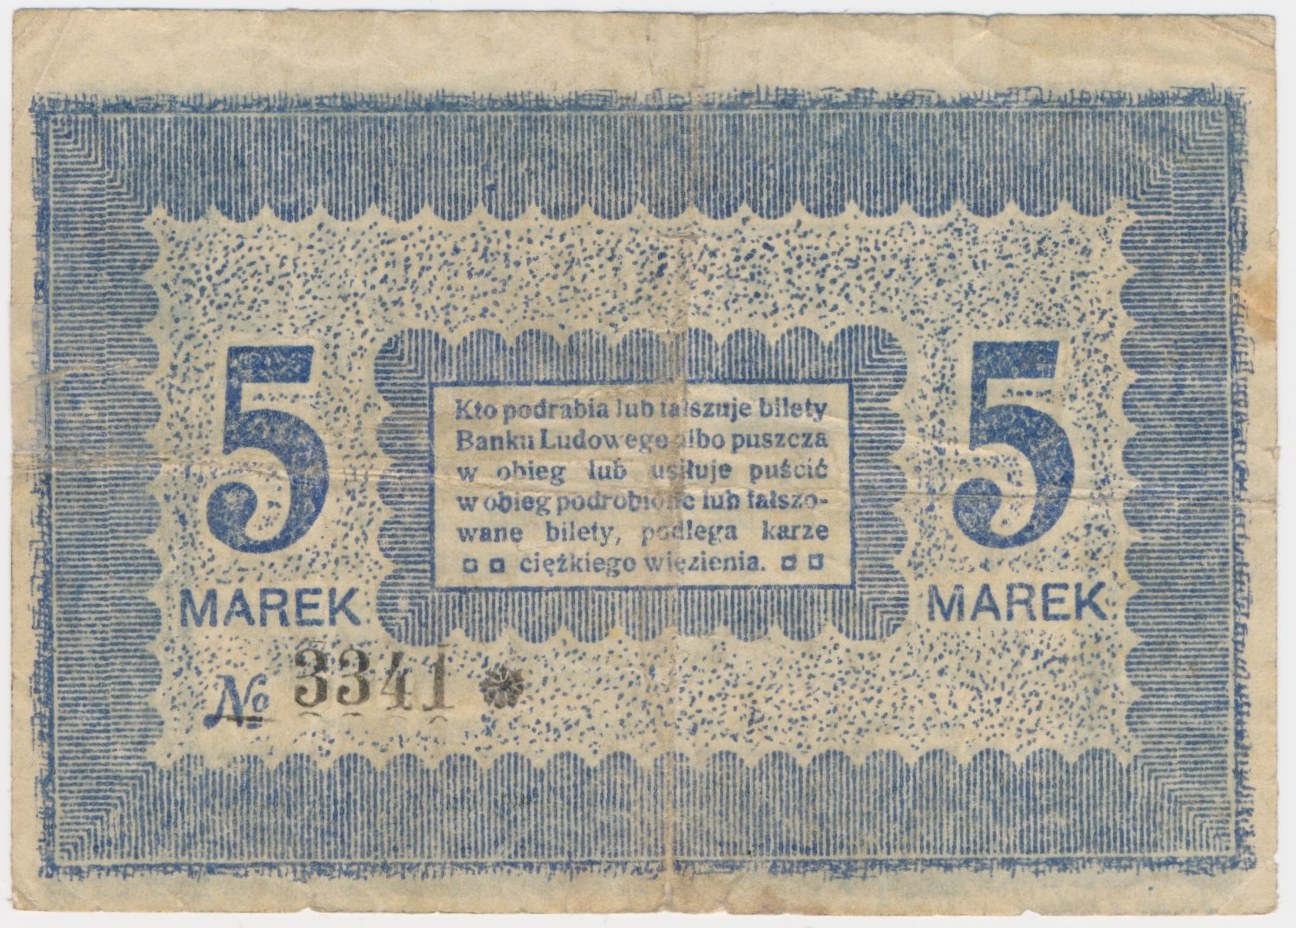 Kto podrabia lub fałszuje bilety
Banku Ludowego albo puszcza
w obieg lub usiłuje puścić
w obieg podrobione lub fałszo-
wane bilety, podlega karze
ciężkiego więzienia.
5
MAREK
5
MAREK
№ 3341 *